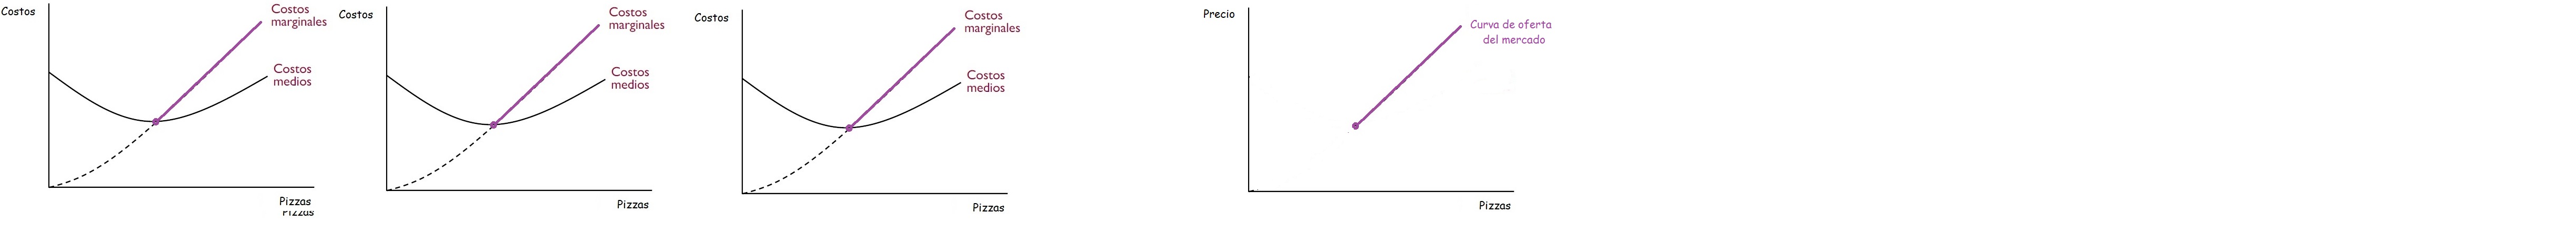 Costos
Costos
marginales
Costos
medios
Pizzas
Pizzas
Costos
Costos
marginales
Costos
medios
Pizzas
Costos
Costos
marginales
Costos
medios
Pizzas
Precio
Curva de oferta
del mercado
Pizzas